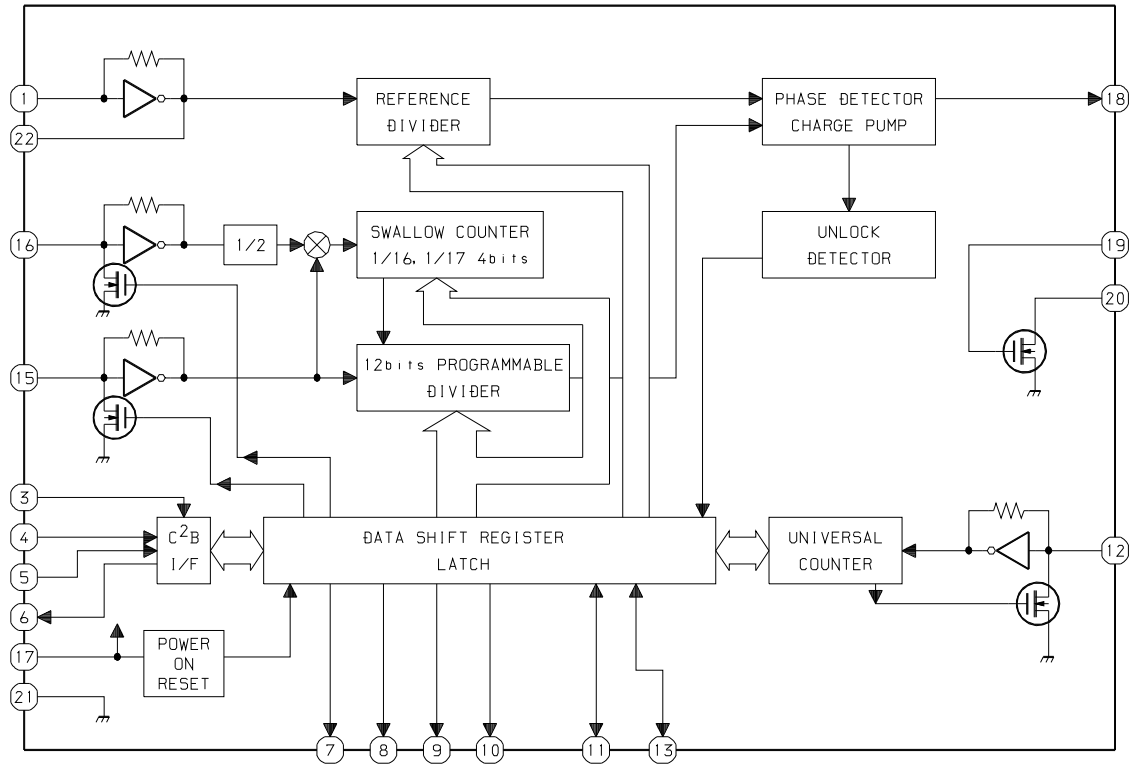 1
REFERENCE
DIVIDER
PHASE DETECTOR
CHARGE PUMP
18
22
16
1/2
SWALLOW COUNTER
1/16, 1/17 4bits
UNLOCK
DETECTOR
19
20
15
12bits PROGRAMMABLE
DIVIDER
3
4
5
6
C2B
I/F
DATA SHIFT REGISTER
LATCH
UNIVERSAL
COUNTER
12
17
POWER
ON
RESET
21
7
8
9
10
11
13